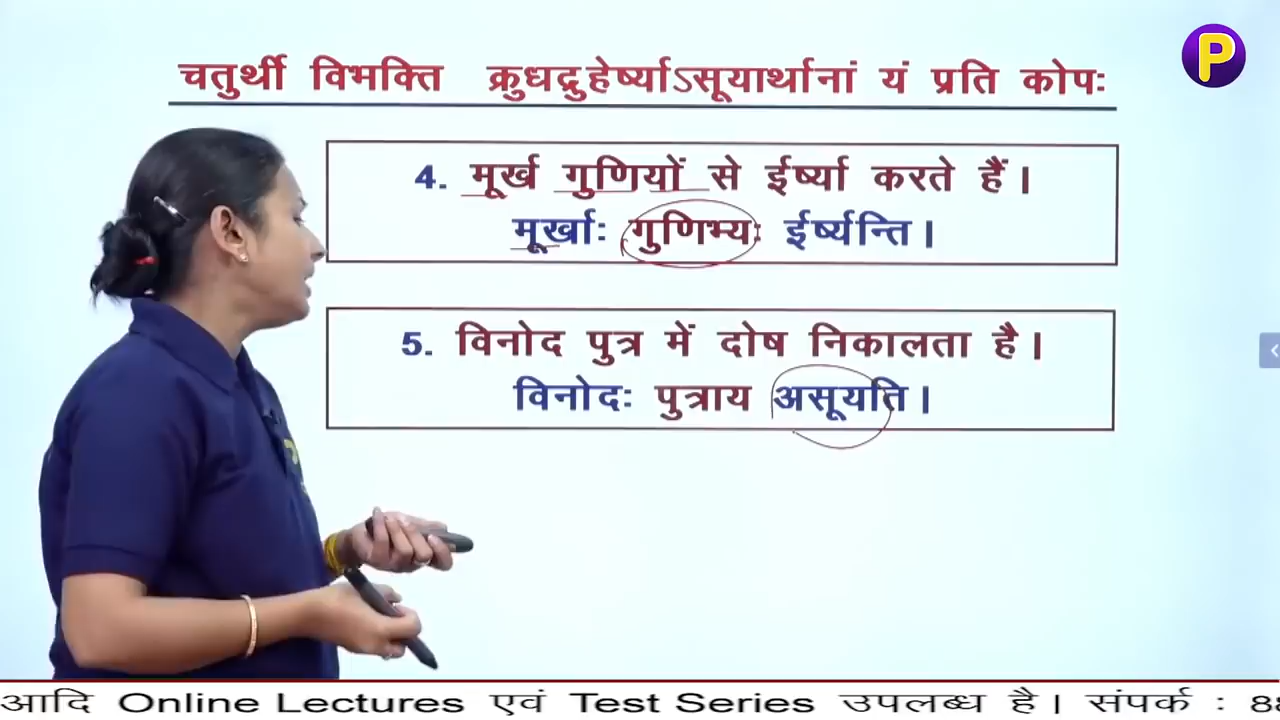 चतुर्थी विभक्ति क्रुधद्रुहेर्ष्याऽसूयार्थानां यं प्रति कोपः
P
4. मूर्ख गुणियों से ईर्ष्या करते हैं।
मूर्खाः गुणिभ्यः ईर्ष्यन्ति।
5. विनोद पुत्र में दोष निकालता है।
विनोदः पुत्राय असूयति।
आदि Online Lectures एवं Test Series उपलब्ध है। संपर्क :